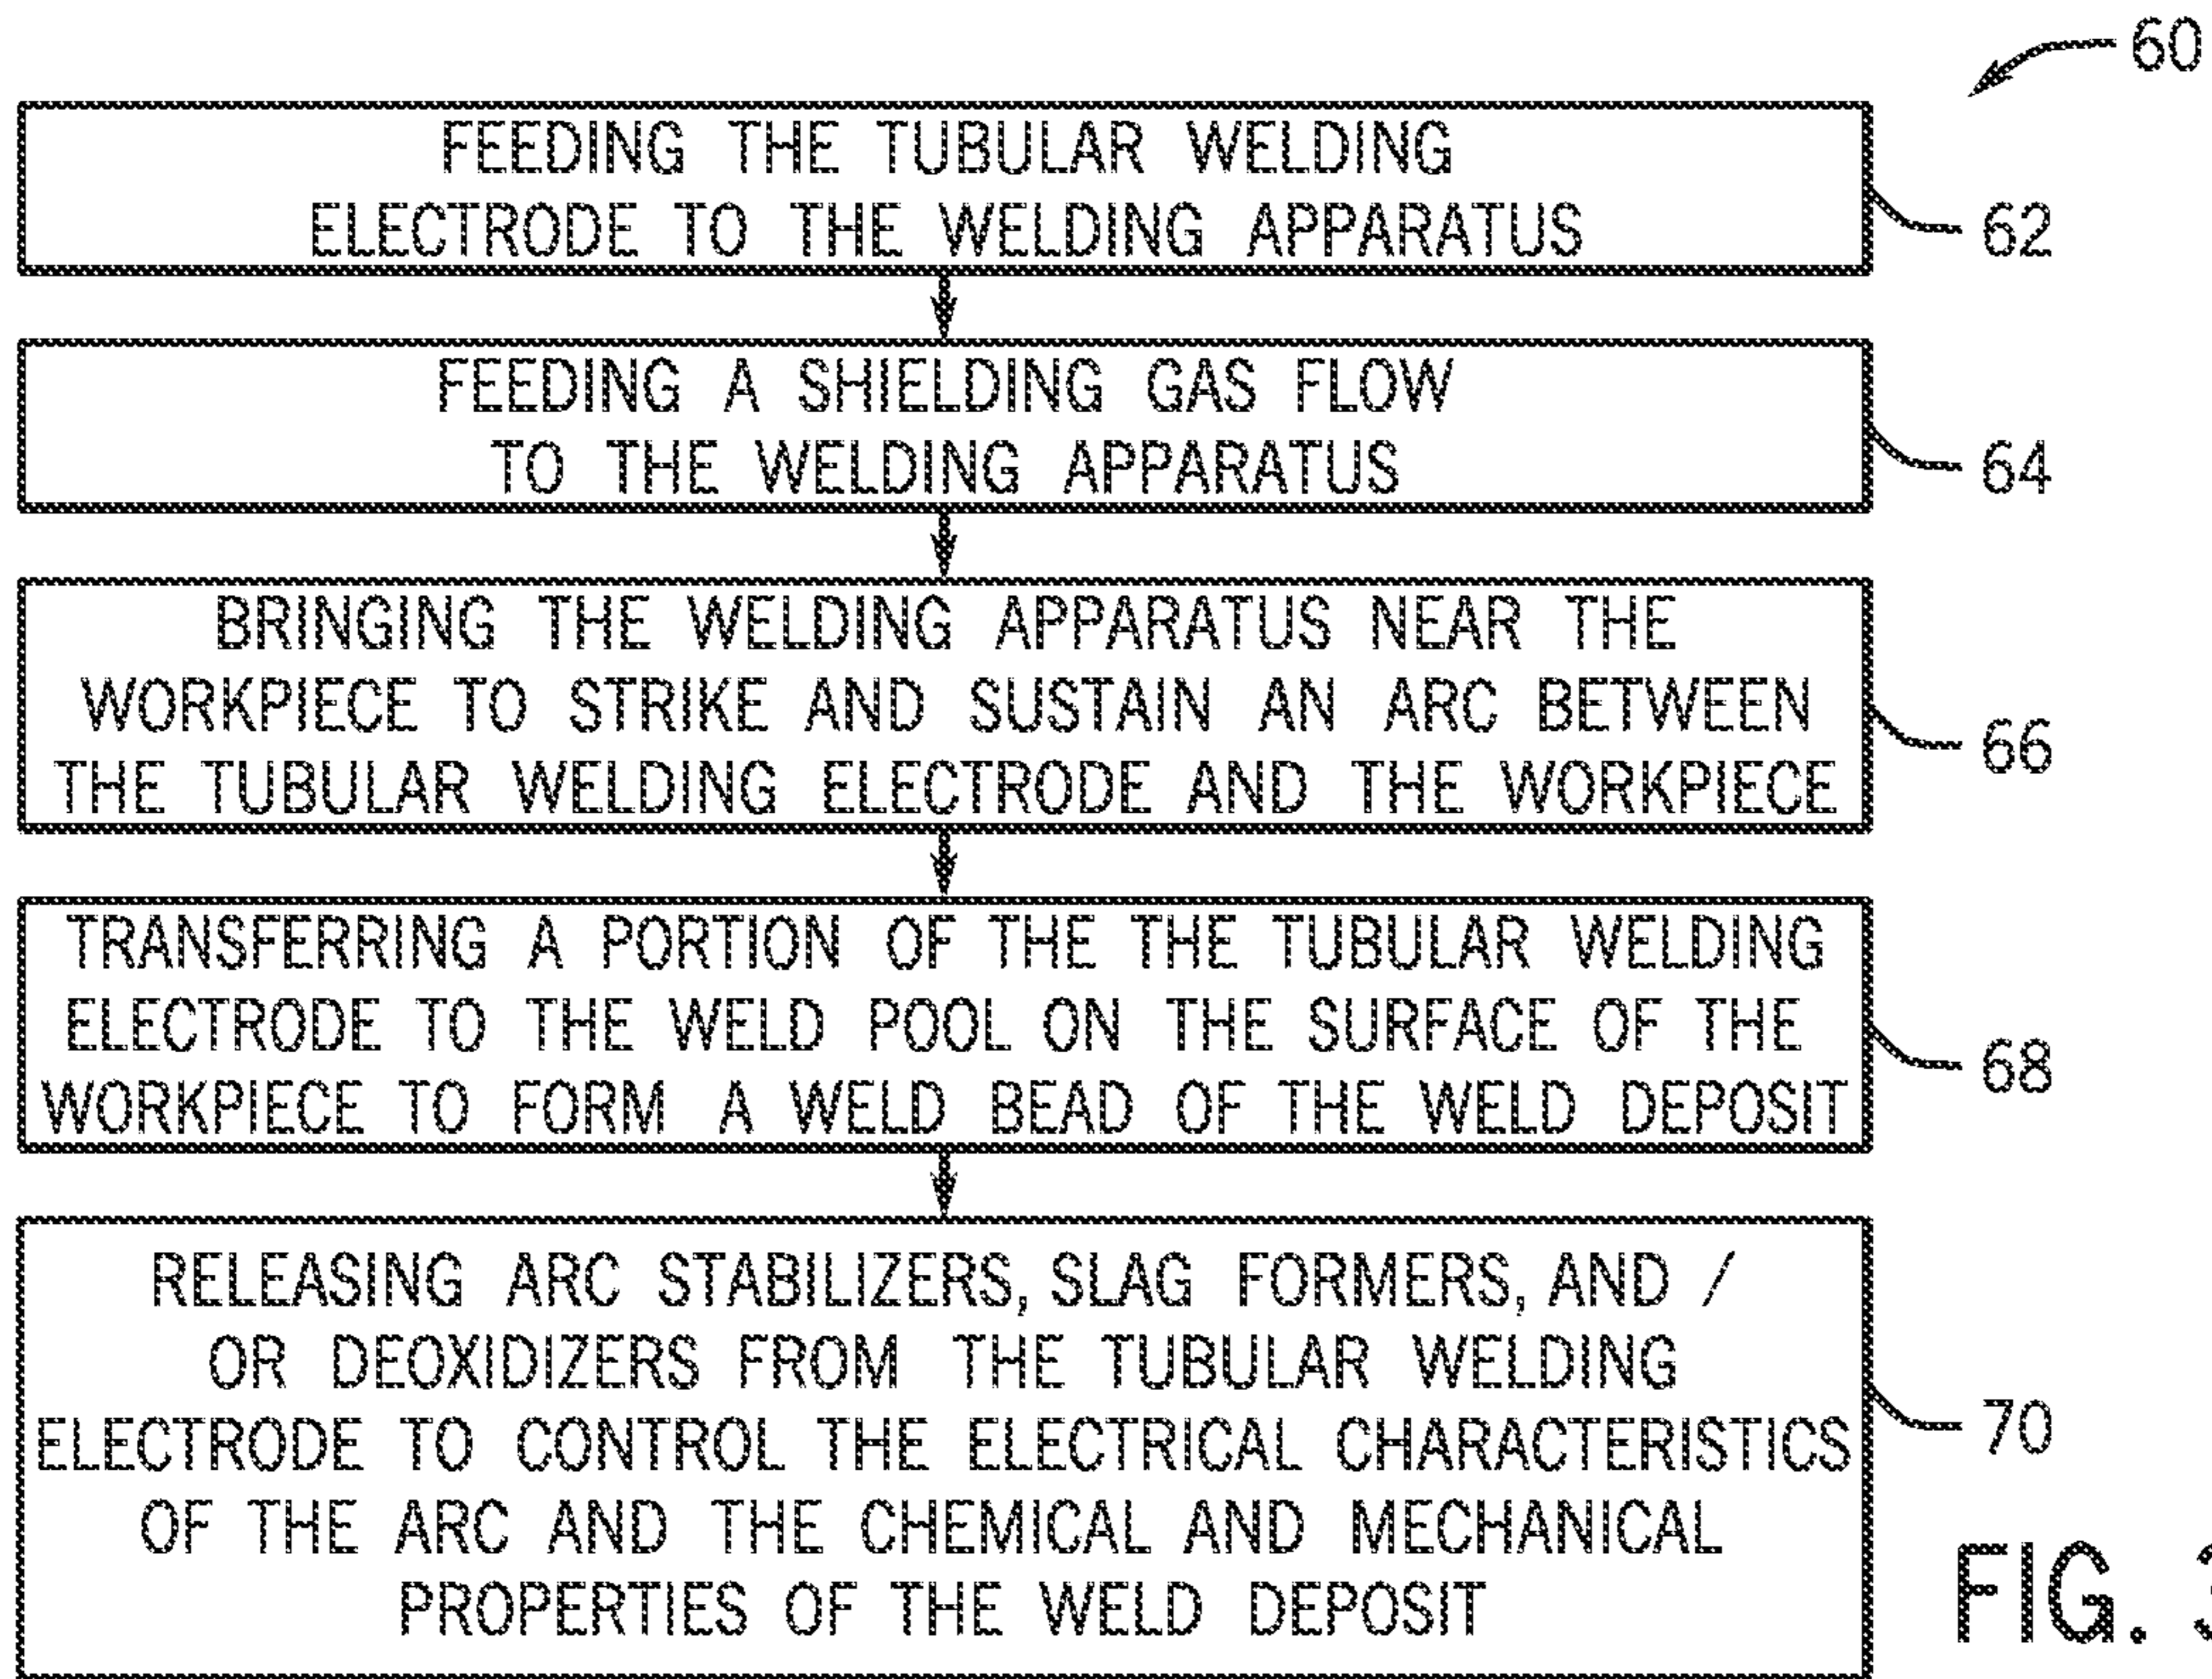 60
FEEDING THE TUBULAR WELDING
ELECTRODE TO THE WELDING APPARATUS
62
FEEDING A SHIELDING GAS FLOW
TO THE WELDING APPARATUS
64
BRINGING THE WELDING APPARATUS NEAR THE
WORKPIECE TO STRIKE AND SUSTAIN AN ARC BETWEEN
THE TUBULAR WELDING ELECTRODE AND THE WORKPIECE
66
TRANSFERRING A PORTION OF THE THE TUBULAR WELDING
ELECTRODE TO THE WELD POOL ON THE SURFACE OF THE
WORKPIECE TO FORM A WELD BEAD OF THE WELD DEPOSIT
68
RELEASING ARC STABILIZERS, SLAG FORMERS, AND /
OR DEOXIDIZERS FROM THE TUBULAR WELDING
ELECTRODE TO CONTROL THE ELECTRICAL CHARACTERISTICS
OF THE ARC AND THE CHEMICAL AND MECHANICAL
PROPERTIES OF THE WELD DEPOSIT
70
FIG.